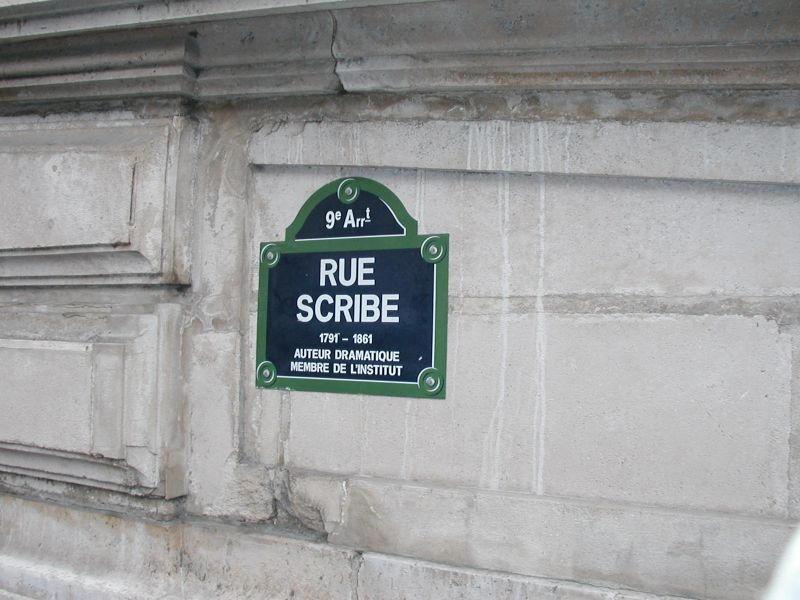 9e Arrt
RUE
SCRIBE
1791 – 1861
AUTEUR DRAMATIQUE
MEMBRE DE L'INSTITUT